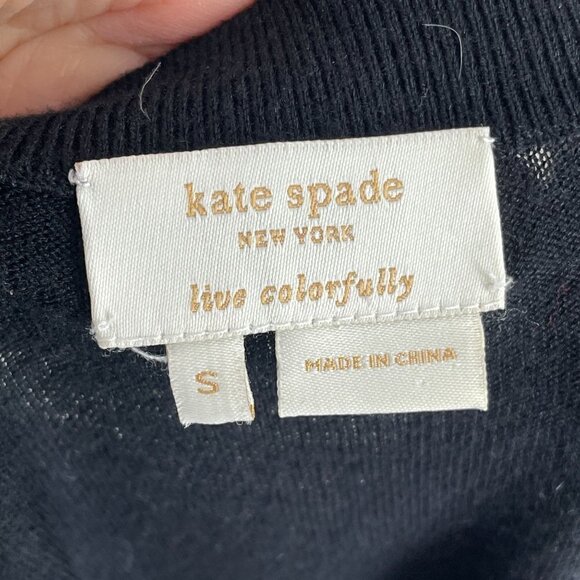 kate spade
NEW YORK
live colorfully
S
MADE IN CHINA